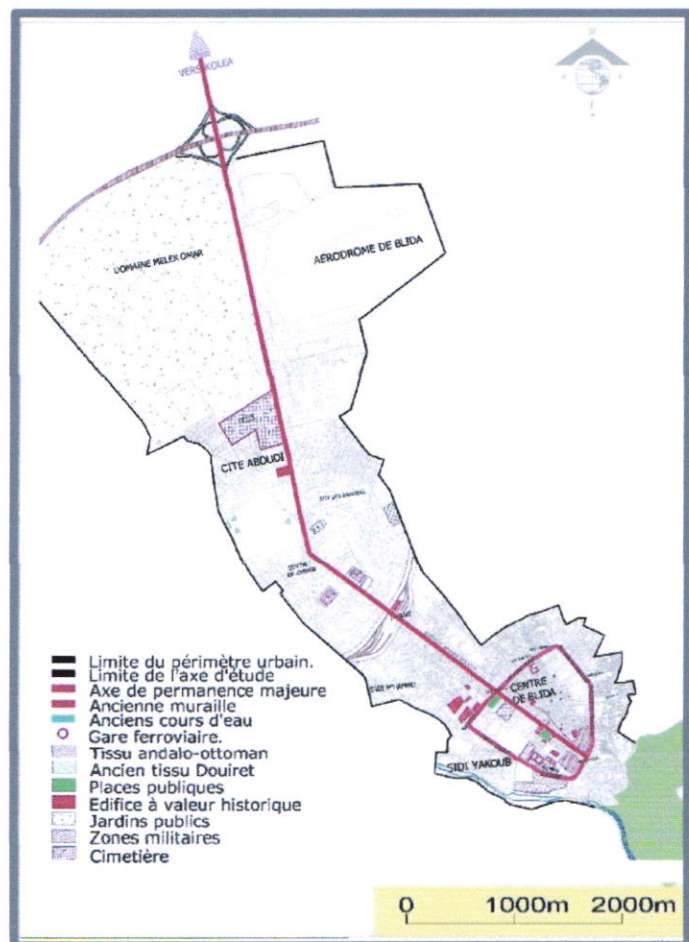 VERS KOLEA
N
DOMAINE MELEK OMAR
AERODROME DE BLIDA
CITE ABOUDI
CENTRE
DE BLIDA
SIDI YAKOUB
Limite du périmètre urbain.
Limite de l'axe d'étude
Axe de permanence majeure
Ancienne muraille
Anciens cours d'eau
Gare ferroviaire.
Tissu andalo-ottoman
Ancien tissu Douiret
Places publiques
Edifice à valeur historique
Jardins publics
Zones militaires
Cimetière
0 1000m 2000m